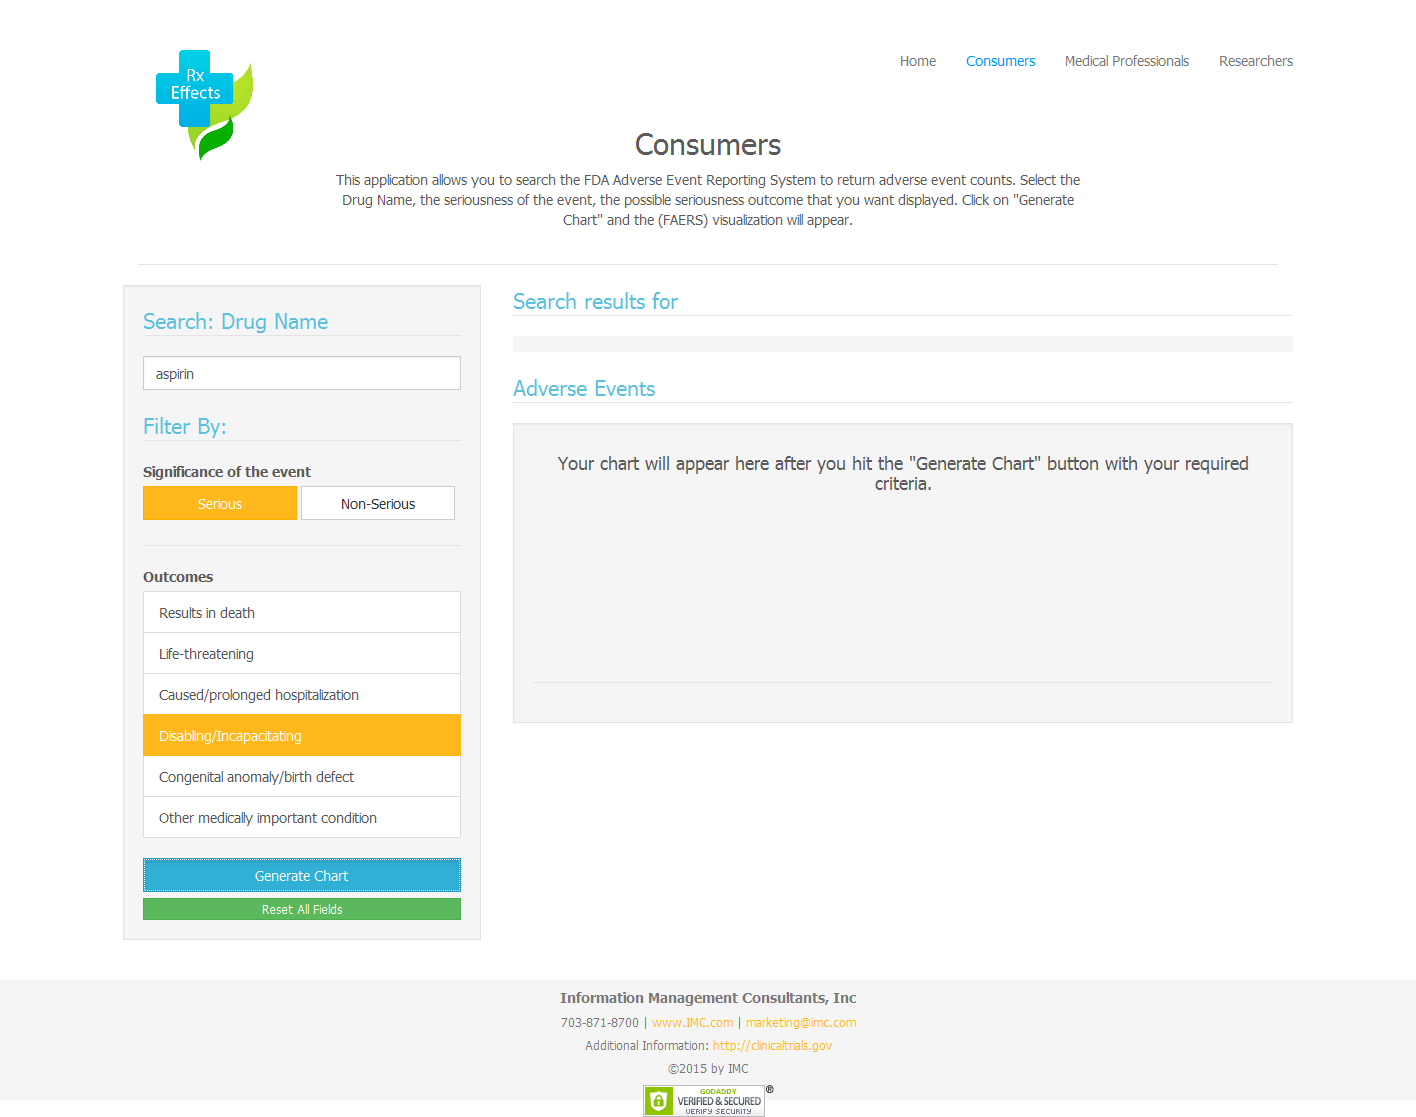 Rx
Effects
Home
Consumers
Medical Professionals
Researchers
Consumers
This application allows you to search the FDA Adverse Event Reporting System to return adverse event counts. Select the
Drug Name, the seriousness of the event, the possible seriousness outcome that you want displayed. Click on "Generate
Chart" and the (FAERS) visualization will appear.
Search: Drug Name
aspirin
Filter By:
Significance of the event
Serious
Non-Serious
Outcomes
Results in death
Life-threatening
Caused/prolonged hospitalization
Disabling/Incapacitating
Congenital anomaly/birth defect
Other medically important condition
Generate Chart
Reset All Fields
Search results for
Adverse Events
Your chart will appear here after you hit the "Generate Chart" button with your required
criteria.
Information Management Consultants, Inc
703-871-8700 | www.IMC.com | marketing@imc.com
Additional Information: http://clinicaltrials.gov
©2015 by IMC
GODADDY
VERIFIED & SECURED
VERIFY SECURITY
®